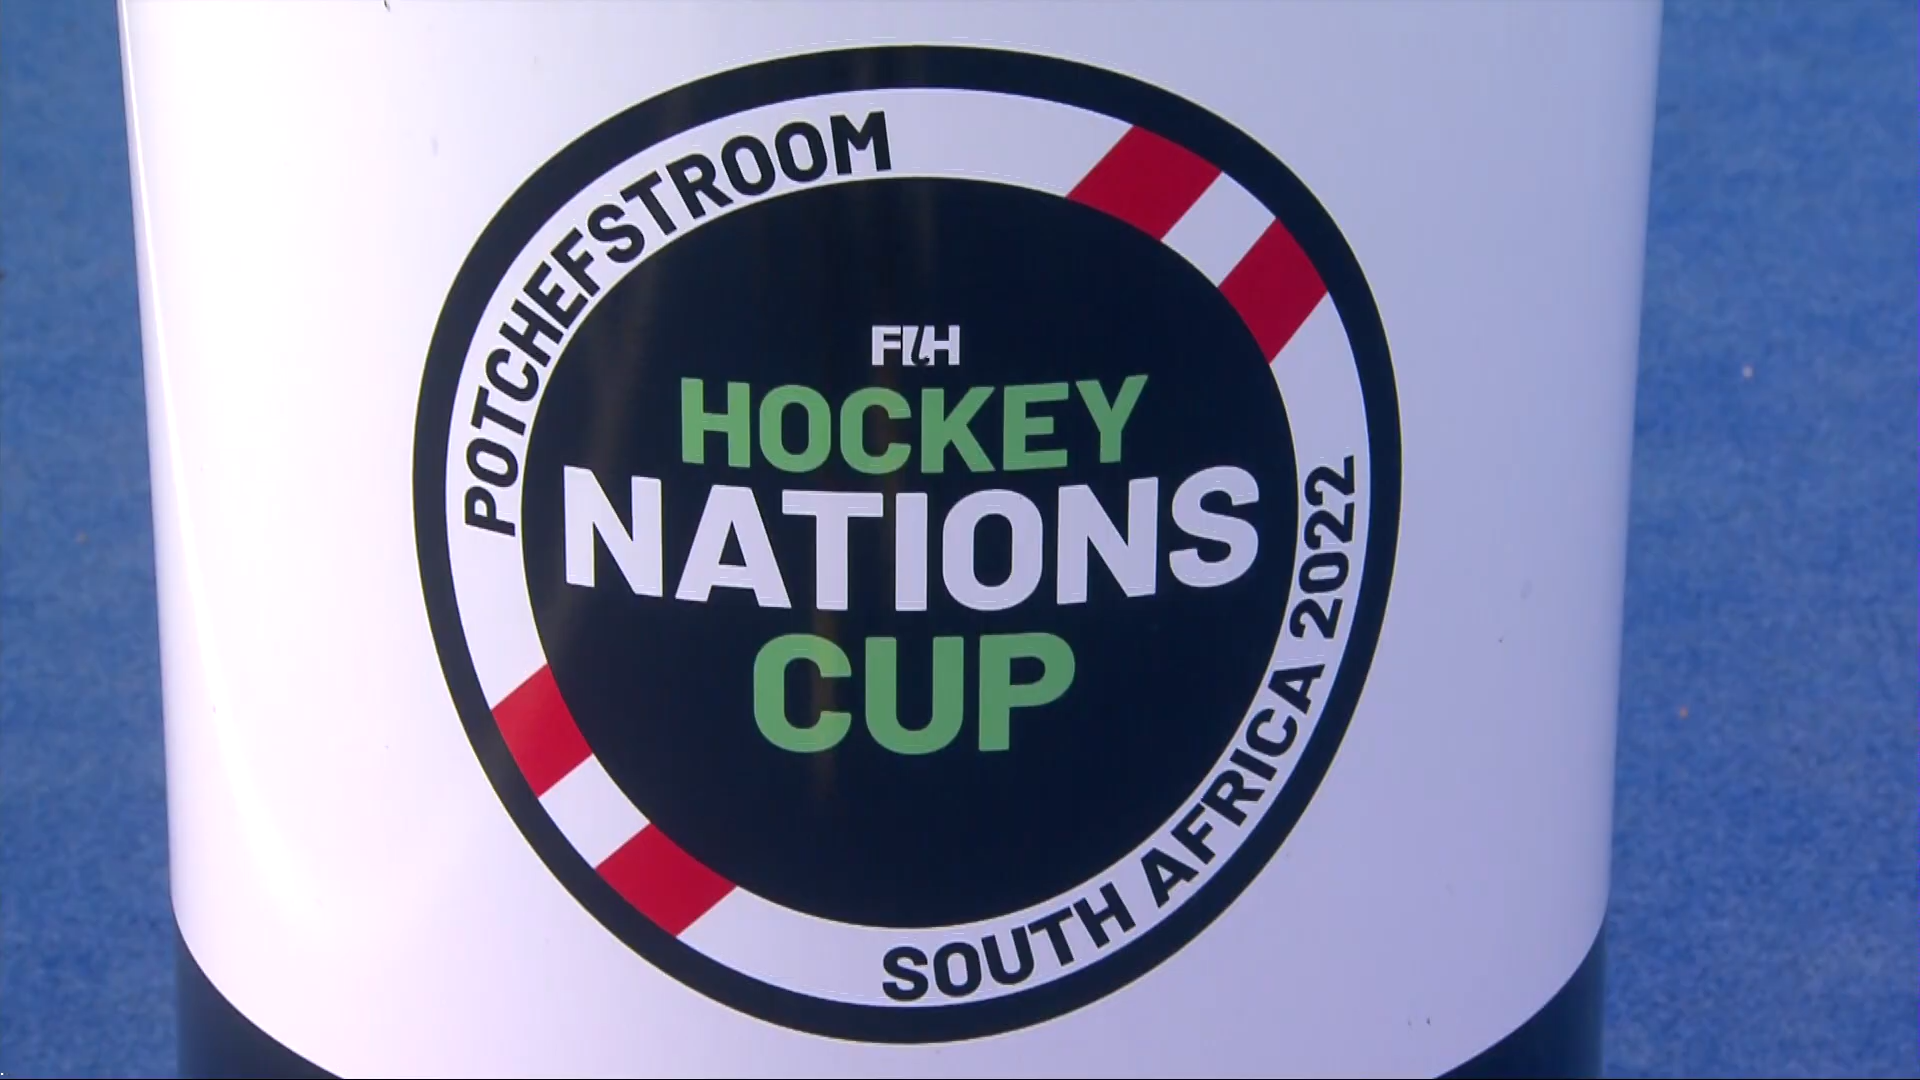 POTCHEFSTROOM
FIH
HOCKEY
NATIONS
CUP
SOUTH AFRICA 2022